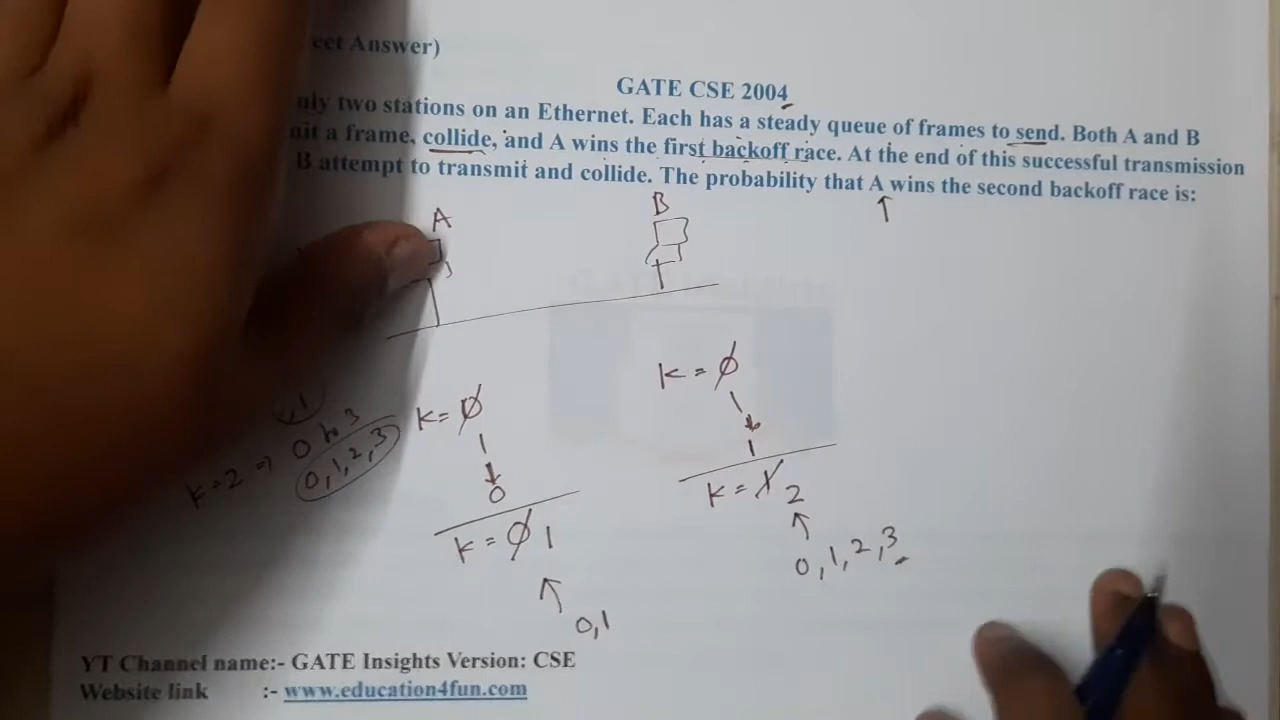 Answer)
GATE CSE 2004
two stations on an Ethernet. Each has a steady queue of frames to send. Both A and B
a frame, collide, and A wins the first backoff race. At the end of this successful transmission
B attempt to transmit and collide. The probability that A wins the second backoff race is:
A
B
k = 0
1
1
k = 1 2
0, 1, 2, 3
k = 0
1
0
k = 0 1
0, 1
k = 2 ⇒ 0 to 3
0, 1, 2, 3
YT Channel name:- GATE Insights Version: CSE
Website link :- www.education4fun.com